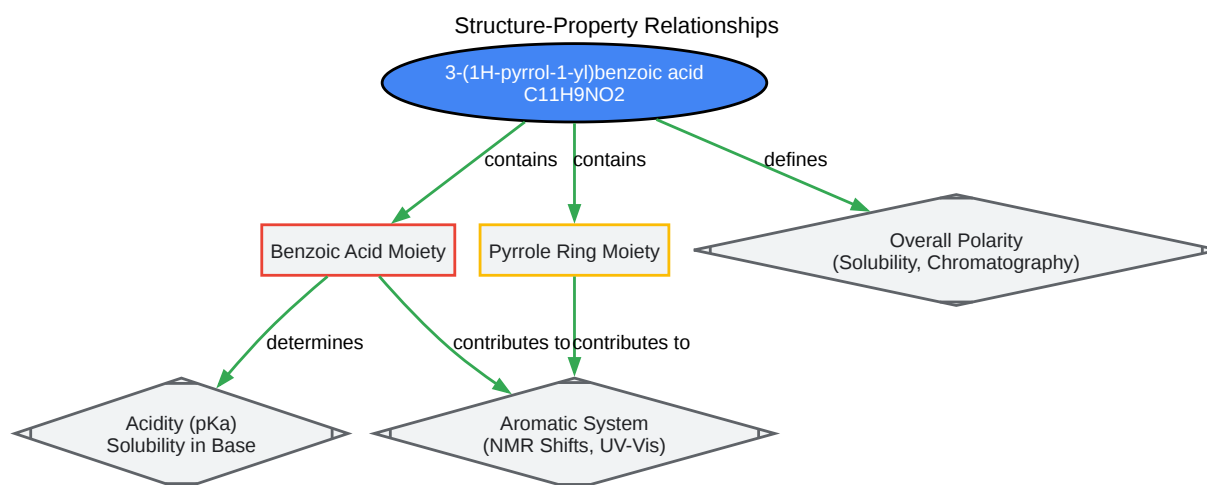 Structure-Property Relationships
3-(1H-pyrrol-1-yl)benzoic acid
C11H9NO2
contains
contains
defines
Benzoic Acid Moiety
Pyrrole Ring Moiety
Overall Polarity
(Solubility, Chromatography)
determines
contributes to
contributes to
Acidity (pKa)
Solubility in Base
Aromatic System
(NMR Shifts, UV-Vis)